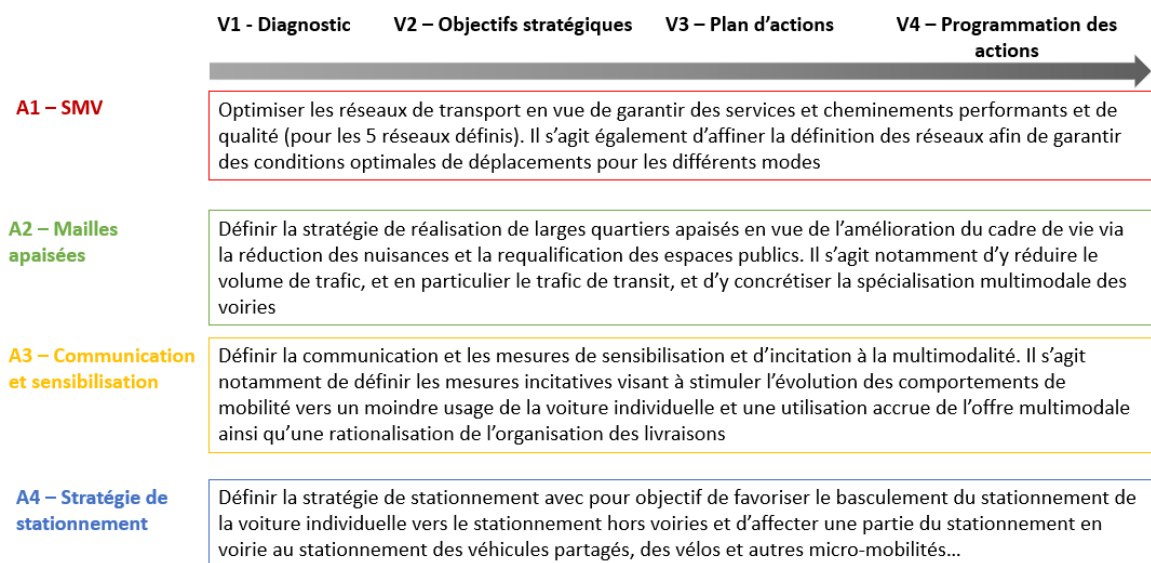 V1 - Diagnostic V2 – Objectifs stratégiques V3 – Plan d’actions V4 – Programmation des
actions
A1 – SMV
Optimiser les réseaux de transport en vue de garantir des services et cheminements performants et de
qualité (pour les 5 réseaux définis). Il s’agit également d’affiner la définition des réseaux afin de garantir
des conditions optimales de déplacements pour les différents modes
A2 – Mailles
apaisées
Définir la stratégie de réalisation de larges quartiers apaisés en vue de l’amélioration du cadre de vie via
la réduction des nuisances et la requalification des espaces publics. Il s’agit notamment d’y réduire le
volume de trafic, et en particulier le trafic de transit, et d’y concrétiser la spécialisation multimodale des
voiries
A3 – Communication
et sensibilisation
Définir la communication et les mesures de sensibilisation et d’incitation à la multimodalité. Il s’agit
notamment de définir les mesures incitatives visant à stimuler l’évolution des comportements de
mobilité vers un moindre usage de la voiture individuelle et une utilisation accrue de l’offre multimodale
ainsi qu’une rationalisation de l’organisation des livraisons
A4 – Stratégie de
stationnement
Définir la stratégie de stationnement avec pour objectif de favoriser le basculement du stationnement de
la voiture individuelle vers le stationnement hors voiries et d’affecter une partie du stationnement en
voirie au stationnement des véhicules partagés, des vélos et autres micro-mobilités…